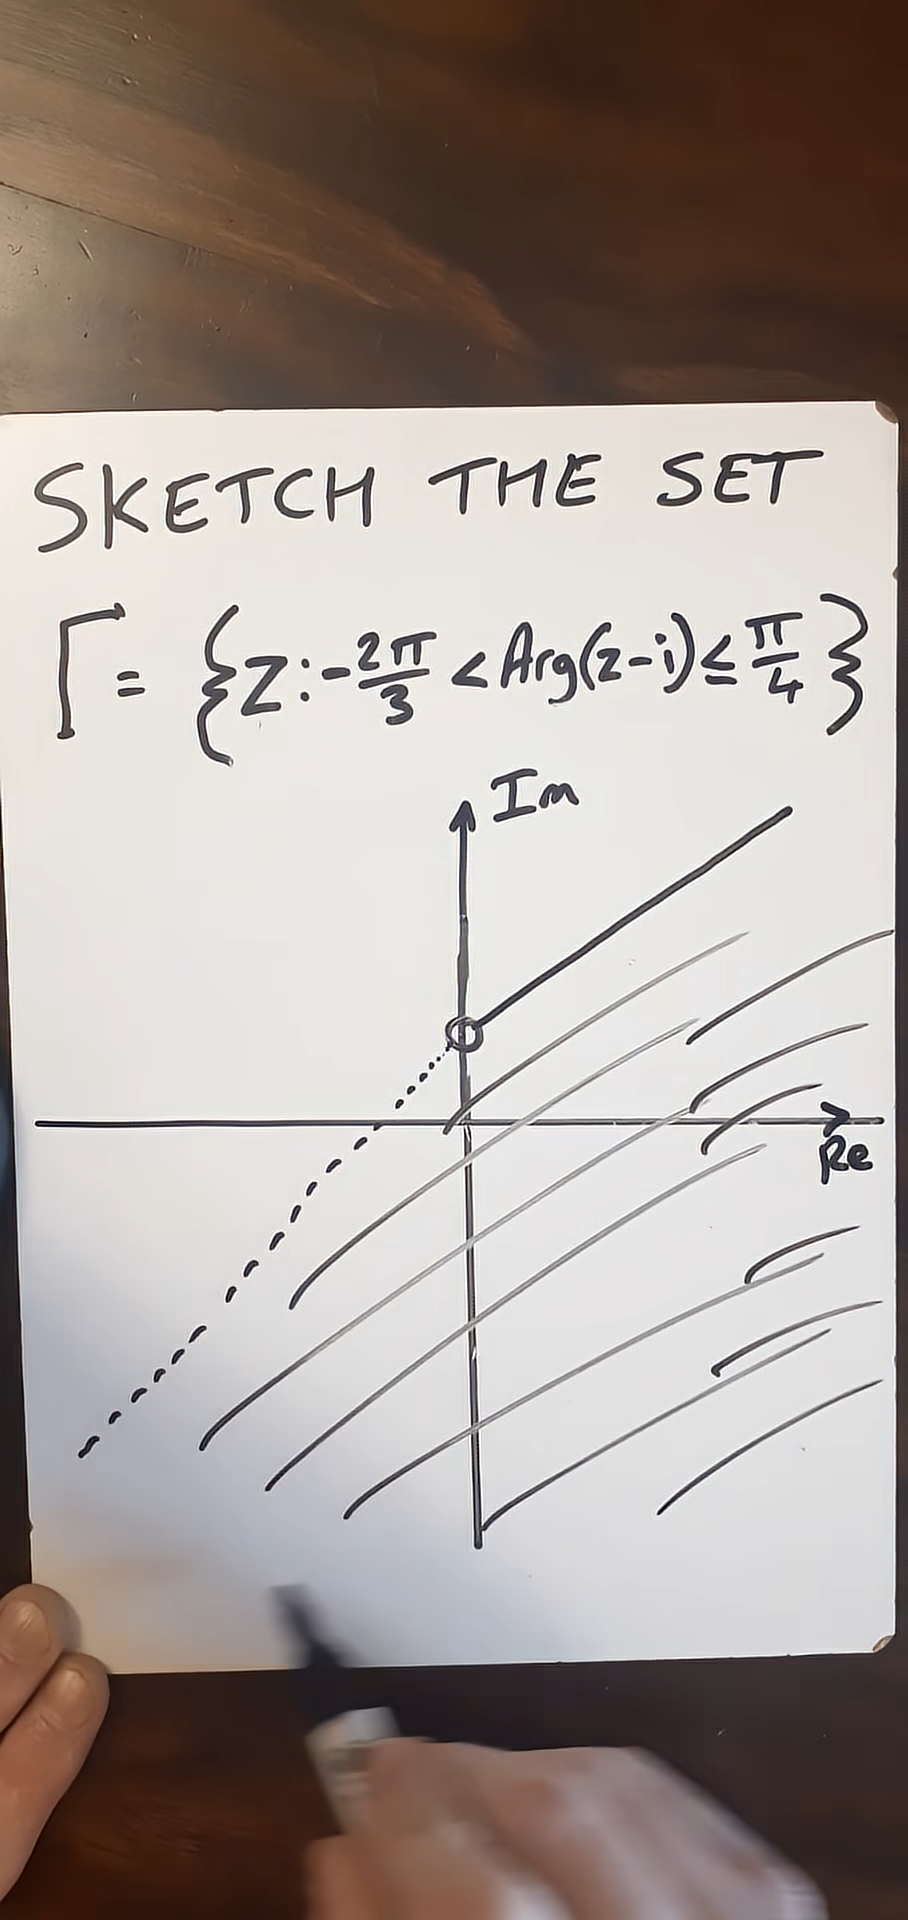 SKETCH THE SET
Γ = {z: -2π/3 < Arg(z-i) ≤ π/4}
Im
Re